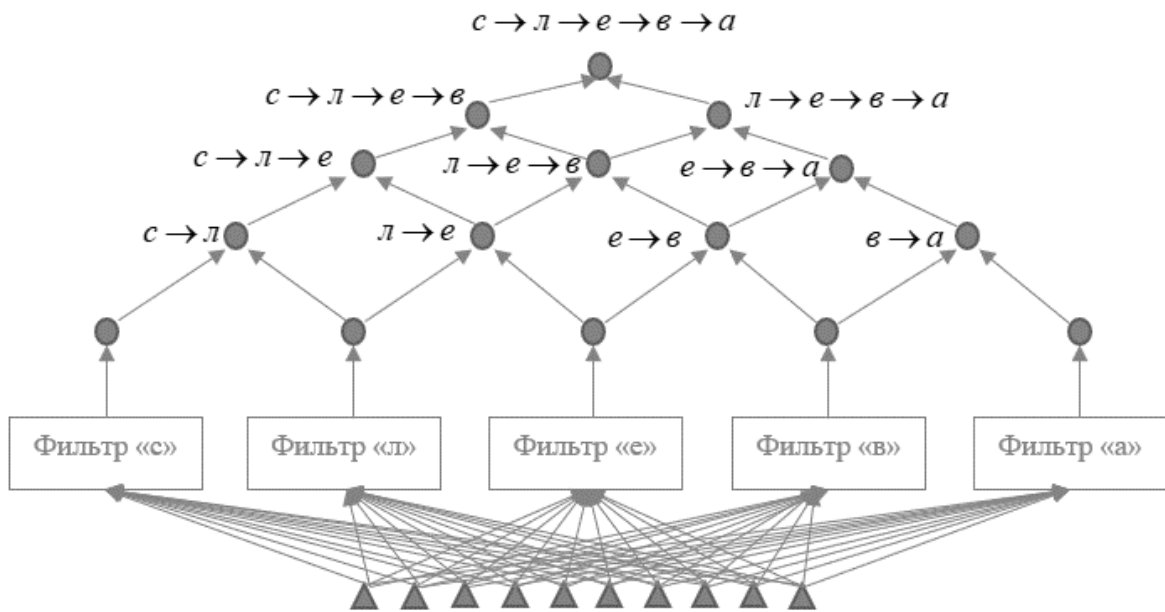 с → л → е → в → а
с → л → е → в
л → е → в → а
с → л → е
л → е → в
е → в → а
с → л
л → е
е → в
в → а
Фильтр «с»
Фильтр «л»
Фильтр «е»
Фильтр «в»
Фильтр «а»